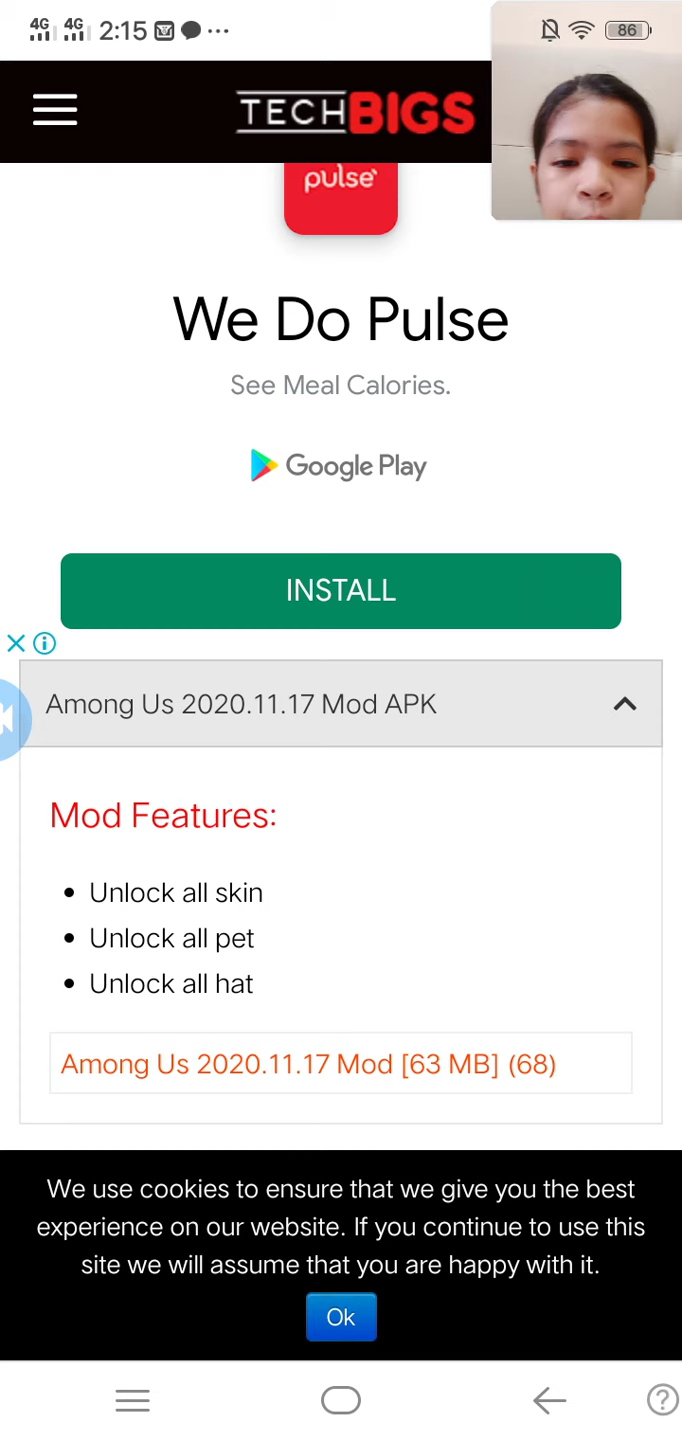 4G 4G 2:15 86
TECHBIGS
pulse
We Do Pulse
See Meal Calories.
Google Play
INSTALL
Among Us 2020.11.17 Mod APK
Mod Features:
• Unlock all skin
• Unlock all pet
• Unlock all hat
Among Us 2020.11.17 Mod [63 MB] (68)
We use cookies to ensure that we give you the best
experience on our website. If you continue to use this
site we will assume that you are happy with it.
Ok